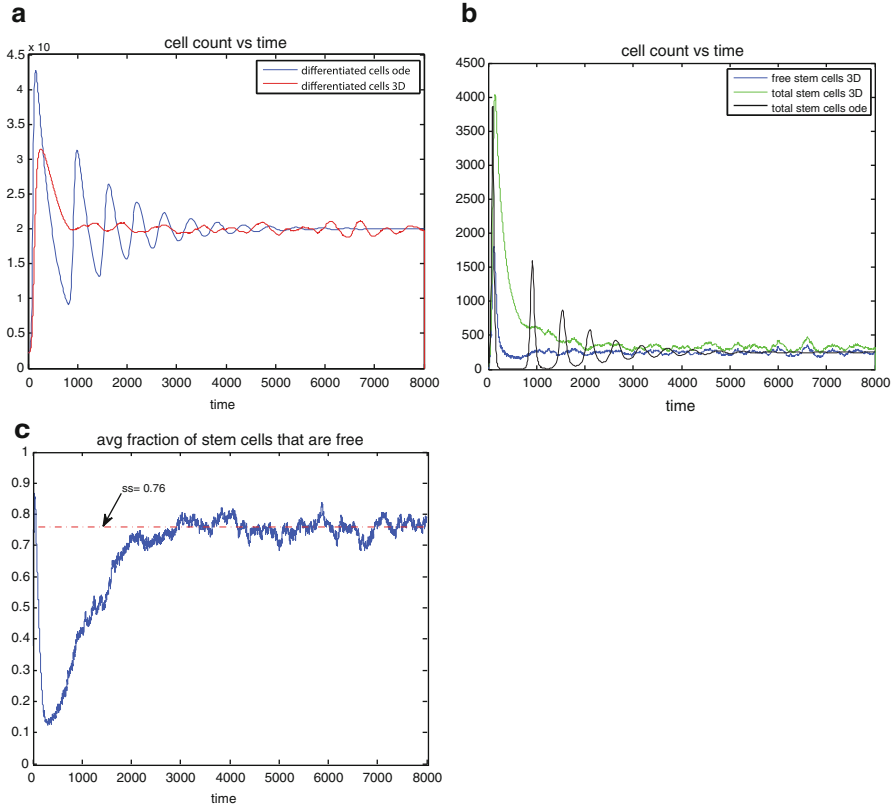 a
cell count vs time
x 10
differentiated cells ode
differentiated cells 3D
4.5
4
3.5
3
2.5
2
1.5
1
0.5
0
0 1000 2000 3000 4000 5000 6000 7000 8000
time
b
cell count vs time
free stem cells 3D
total stem cells 3D
total stem cells ode
4500
4000
3500
3000
2500
2000
1500
1000
500
0
0 1000 2000 3000 4000 5000 6000 7000 8000
time
c
avg fraction of stem cells that are free
ss= 0.76
1
0.9
0.8
0.7
0.6
0.5
0.4
0.3
0.2
0.1
0
0 1000 2000 3000 4000 5000 6000 7000 8000
time